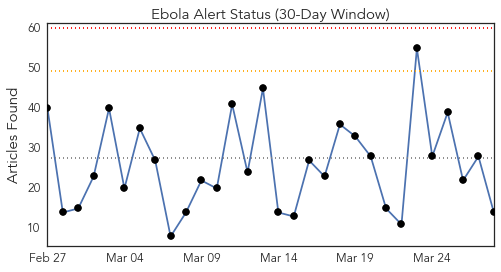 Ebola Alert Status (30-Day Window)
60
50
40
30
20
10
Articles Found
Feb 27 Mar 04 Mar 09 Mar 14 Mar 19 Mar 24